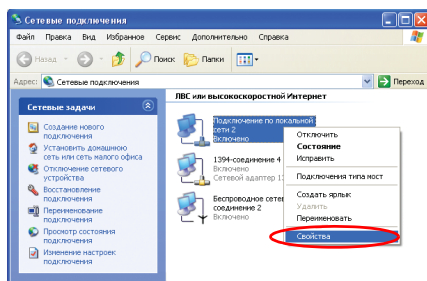 Сетевые подключения
Файл Правка Вид Избранное Сервис Дополнительно Справка
Назад Поиск Папки
Адрес: Сетевые подключения Переход
Сетевые задачи
Создание нового
подключения
Установить домашнюю
сеть или сеть малого офиса
Отключение сетевого
устройства
Восстановление
подключения
Переименование
подключения
Просмотр состояния
подключения
Изменение настроек
подключения
ЛВС или высокоскоростной Интернет
Подключение по локальной
сети 2
Включено
1394-соединение 4
Включено
Сетевой адаптер 1
Беспроводное сете
соединение 2
Включено
Отключить
Состояние
Исправить
Подключения типа мост
Создать ярлык
Удалить
Переименовать
Свойства